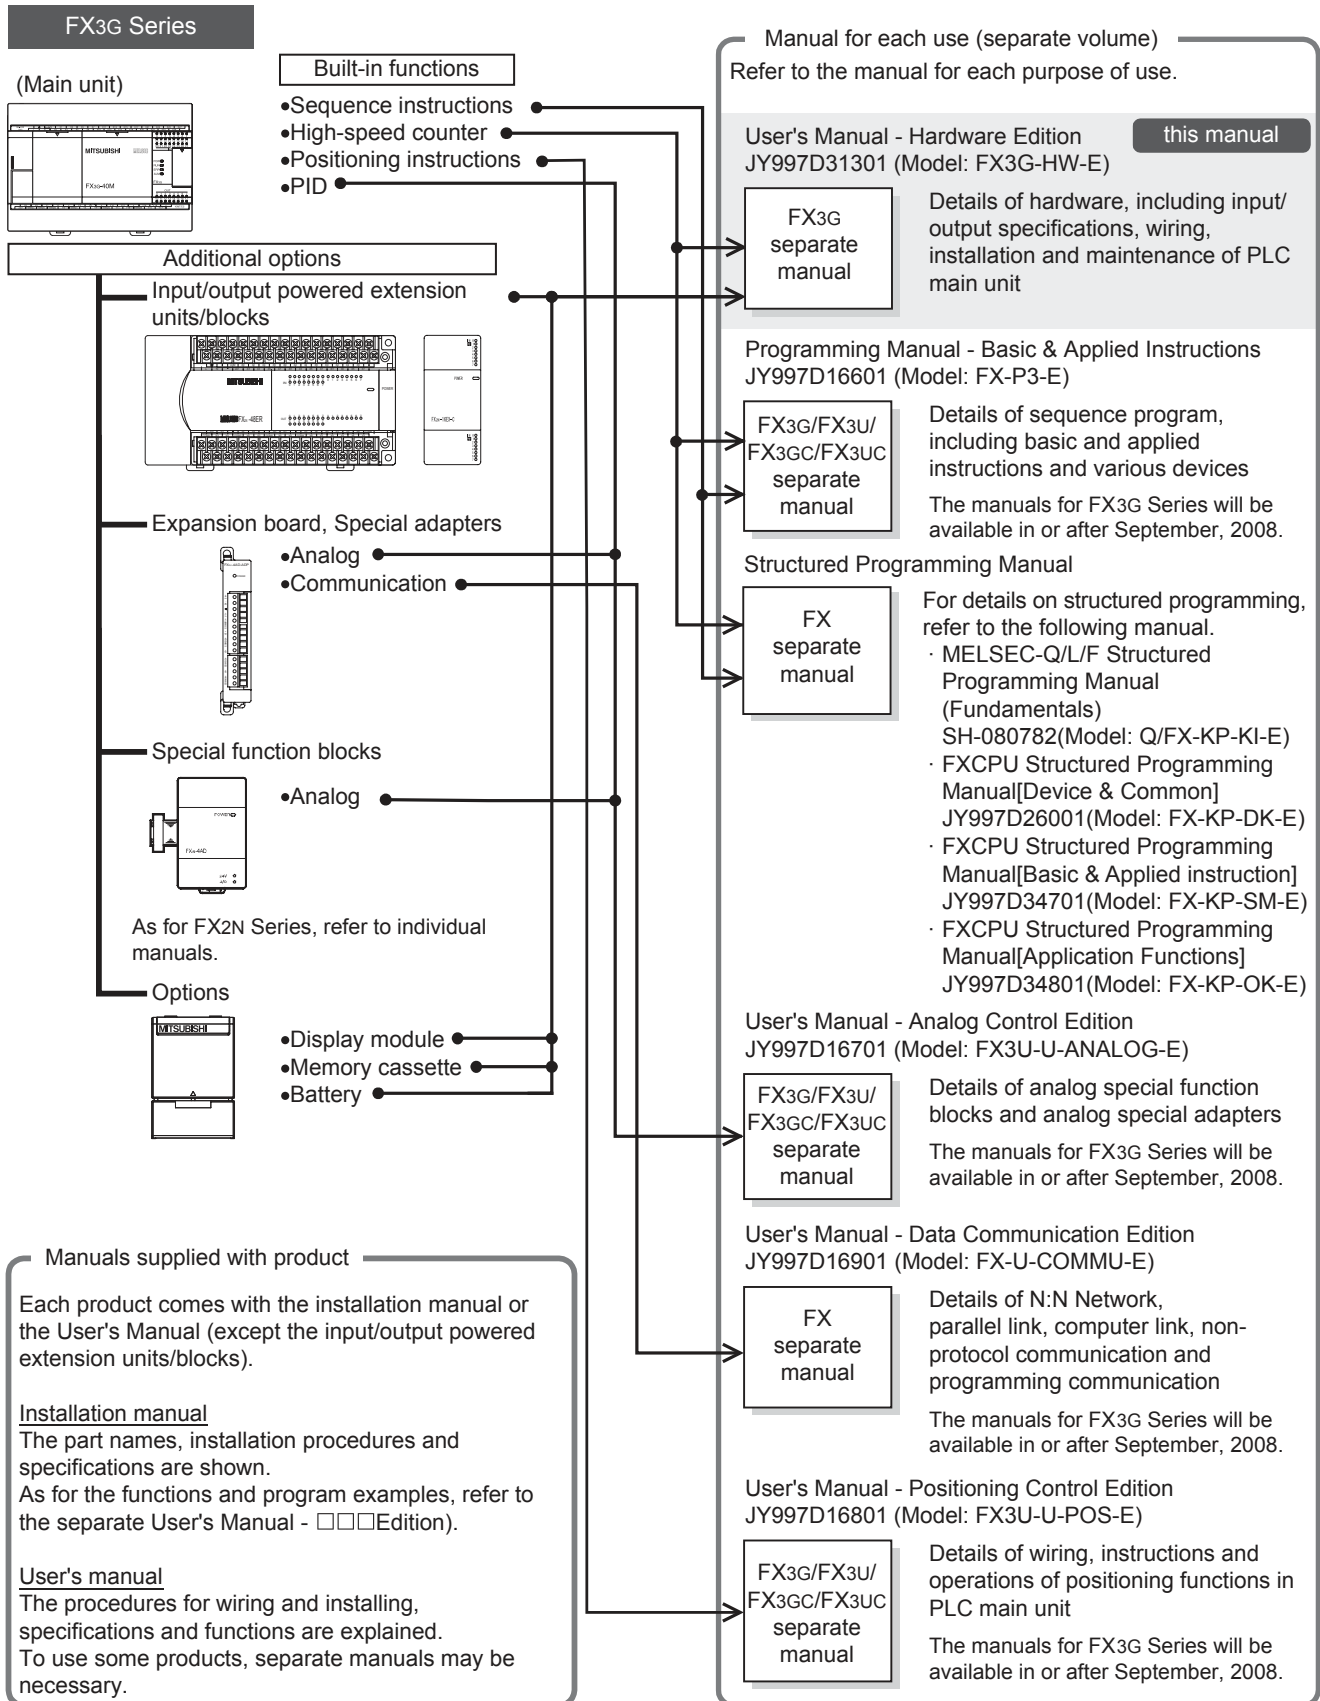 FX3G Series
(Main unit)
MITSUBISHI
FX3G-40M
Built-in functions
•Sequence instructions
•High-speed counter
•Positioning instructions
•PID
Additional options
Input/output powered extension
units/blocks
MITSUBISHI
POWER
POWER
Expansion board, Special adapters
•Analog
•Communication
Special function blocks
POWER
•Analog
As for FX2N Series, refer to individual
manuals.
Options
MITSUBISHI
•Display module
•Memory cassette
•Battery
Manuals supplied with product
Each product comes with the installation manual or
the User's Manual (except the input/output powered
extension units/blocks).
Installation manual
The part names, installation procedures and
specifications are shown.
As for the functions and program examples, refer to
the separate User's Manual - □□□Edition).
User's manual
The procedures for wiring and installing,
specifications and functions are explained.
To use some products, separate manuals may be
necessary.
Manual for each use (separate volume)
Refer to the manual for each purpose of use.
User's Manual - Hardware Edition
this manual
JY997D31301 (Model: FX3G-HW-E)
FX3G
separate
manual
Details of hardware, including input/
output specifications, wiring,
installation and maintenance of PLC
main unit
Programming Manual - Basic & Applied Instructions
JY997D16601 (Model: FX-P3-E)
FX3G/FX3U/
FX3GC/FX3UC
separate
manual
Details of sequence program,
including basic and applied
instructions and various devices
The manuals for FX3G Series will be
available in or after September, 2008.
Structured Programming Manual
FX
separate
manual
For details on structured programming,
refer to the following manual.
· MELSEC-Q/L/F Structured
Programming Manual
(Fundamentals)
SH-080782(Model: Q/FX-KP-KI-E)
· FXCPU Structured Programming
Manual[Device & Common]
JY997D26001(Model: FX-KP-DK-E)
· FXCPU Structured Programming
Manual[Basic & Applied instruction]
JY997D34701(Model: FX-KP-SM-E)
· FXCPU Structured Programming
Manual[Application Functions]
JY997D34801(Model: FX-KP-OK-E)
User's Manual - Analog Control Edition
JY997D16701 (Model: FX3U-U-ANALOG-E)
FX3G/FX3U/
FX3GC/FX3UC
separate
manual
Details of analog special function
blocks and analog special adapters
The manuals for FX3G Series will be
available in or after September, 2008.
User's Manual - Data Communication Edition
JY997D16901 (Model: FX-U-COMMU-E)
FX
separate
manual
Details of N:N Network,
parallel link, computer link, non-
protocol communication and
programming communication
The manuals for FX3G Series will be
available in or after September, 2008.
User's Manual - Positioning Control Edition
JY997D16801 (Model: FX3U-U-POS-E)
FX3G/FX3U/
FX3GC/FX3UC
separate
manual
Details of wiring, instructions and
operations of positioning functions in
PLC main unit
The manuals for FX3G Series will be
available in or after September, 2008.